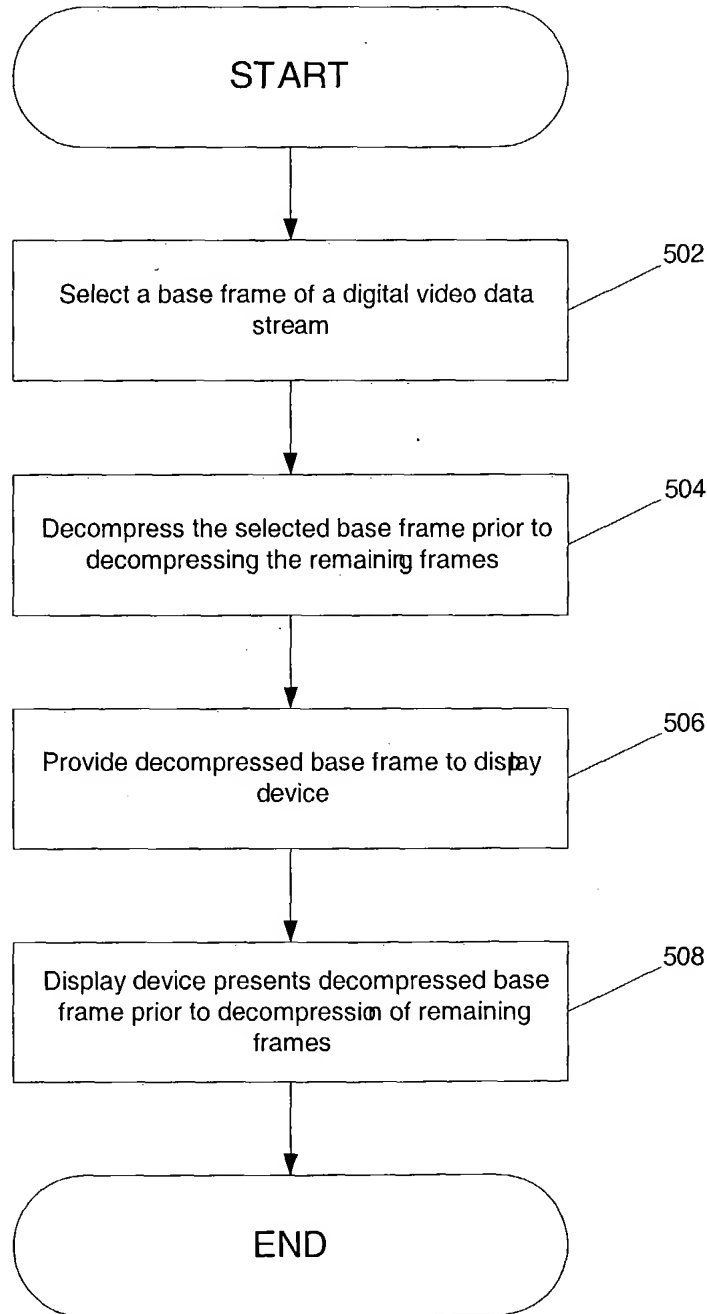 START
502
Select a base frame of a digital video data
stream
504
Decompress the selected base frame prior to
decompressing the remaining frames
506
Provide decompressed base frame to display
device
508
Display device presents decompressed base
frame prior to decompression of remaining
frames
END